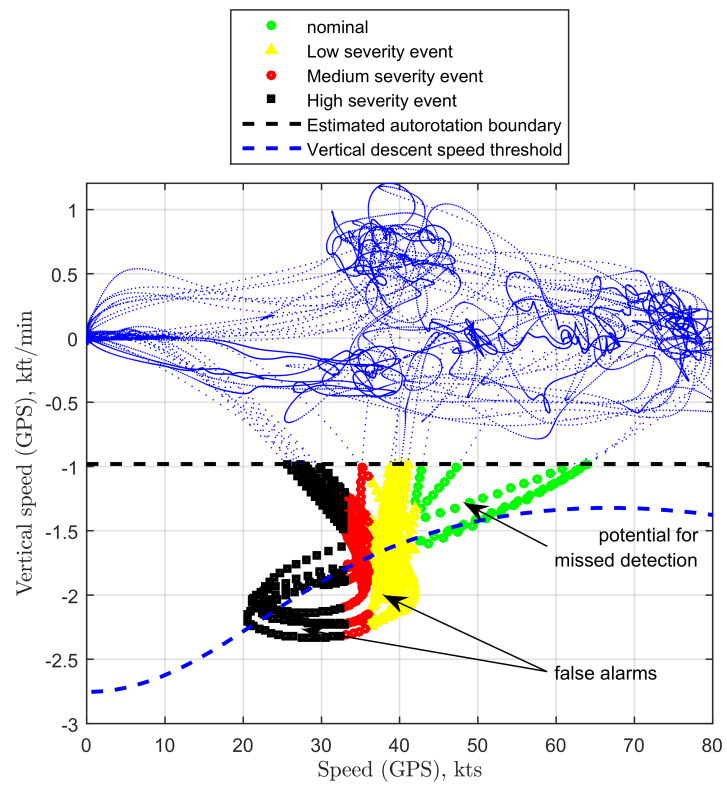 nominal
Low severity event
Medium severity event
High severity event
Estimated autorotation boundary
Vertical descent speed threshold
1
0.5
0
-0.5
-1
-1.5
-2
-2.5
-3
Vertical speed (GPS), kft/min
potential for
missed detection
false alarms
0 10 20 30 40 50 60 70 80
Speed (GPS), kts